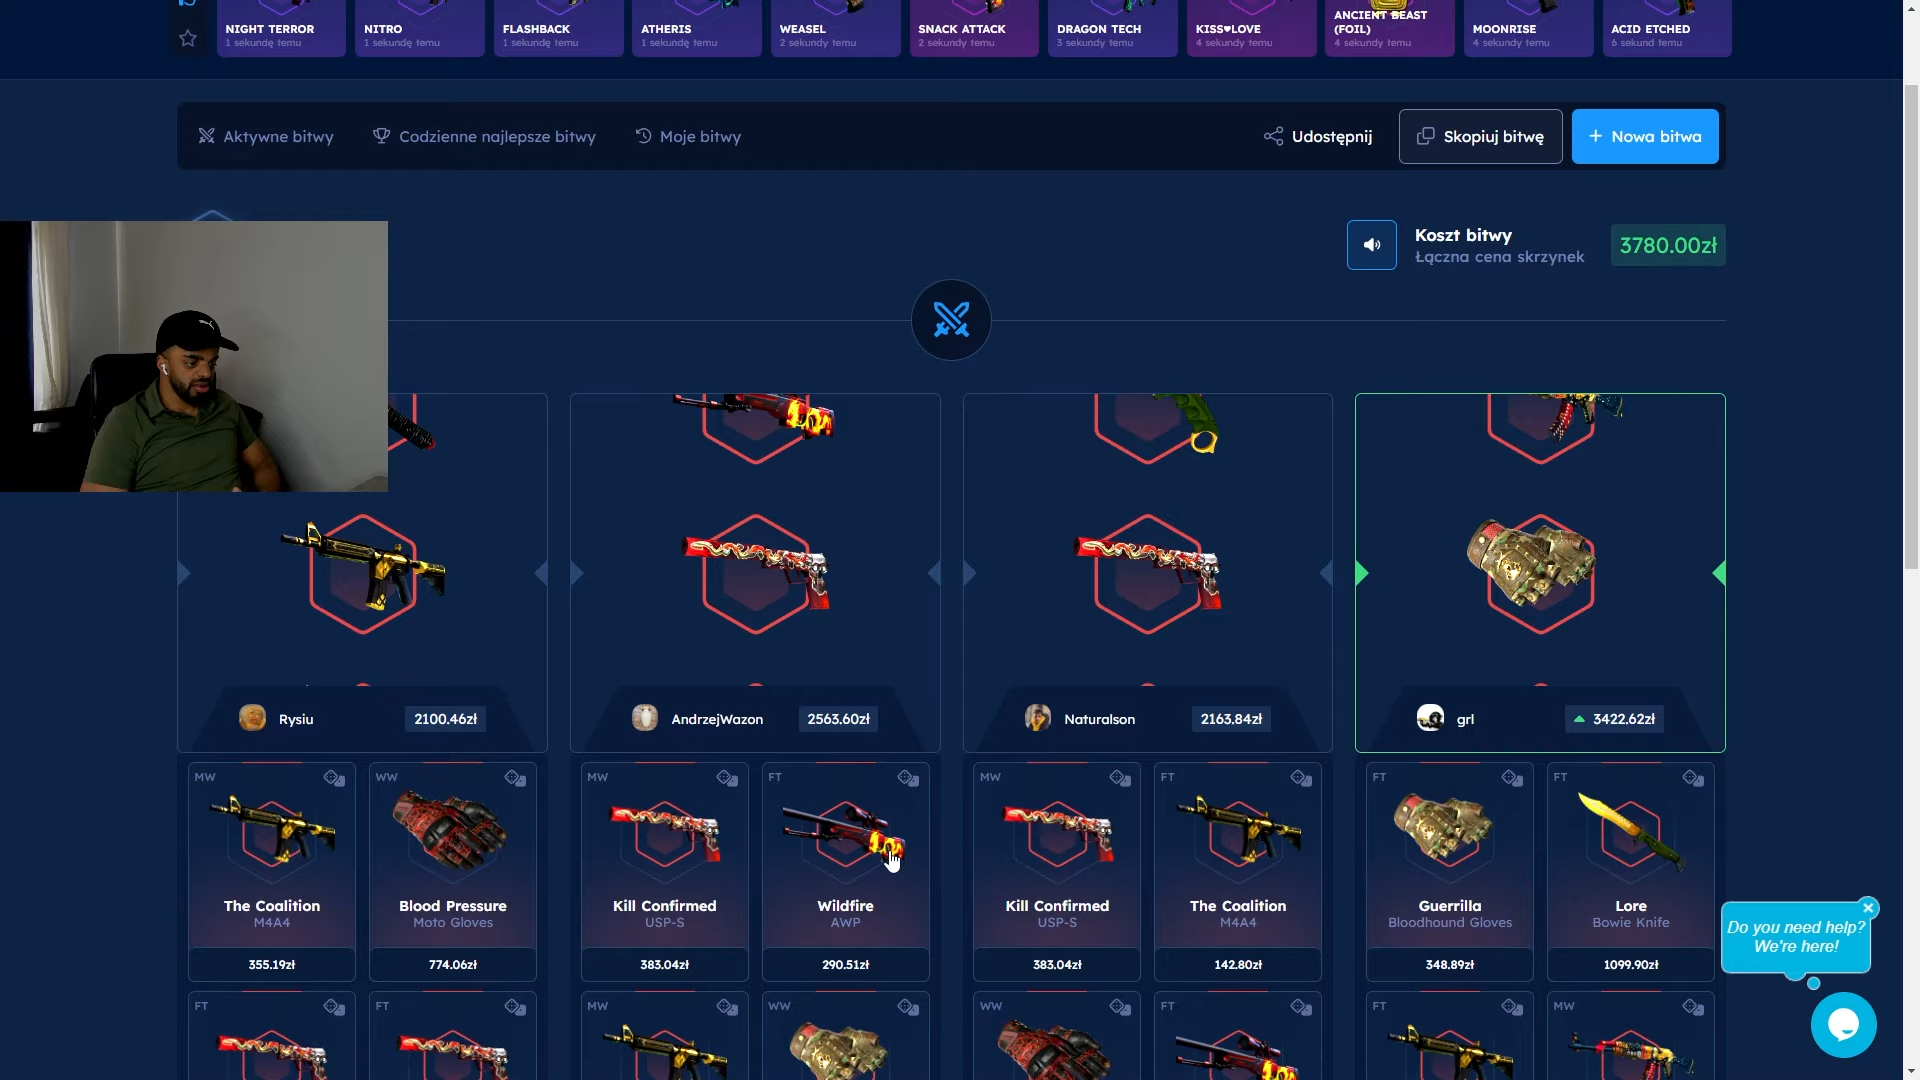 NIGHT TERROR
1 sekundę temu
NITRO
1 sekundę temu
FLASHBACK
1 sekundę temu
ATHERIS
1 sekundę temu
WEASEL
2 sekundy temu
SNACK ATTACK
2 sekundy temu
DRAGON TECH
3 sekundy temu
KISS♥LOVE
4 sekundy temu
ANCIENT BEAST
(FOIL)
4 sekundy temu
MOONRISE
4 sekundy temu
ACID ETCHED
6 sekund temu
Aktywne bitwy
Codzienne najlepsze bitwy
Moje bitwy
Udostępnij
Skopiuj bitwę
+ Nowa bitwa
Koszt bitwy
Łączna cena skrzynek
3780.00zł
Rysiu
2100.46zł
AndrzejWazon
2563.60zł
Naturalson
2163.84zł
grl
3422.62zł
MW
The Coalition
M4A4
355.19zł
WW
Blood Pressure
Moto Gloves
774.06zł
MW
Kill Confirmed
USP-S
383.04zł
FT
Wildfire
AWP
290.51zł
MW
Kill Confirmed
USP-S
383.04zł
FT
The Coalition
M4A4
142.80zł
FT
Guerrilla
Bloodhound Gloves
348.89zł
FT
Lore
Bowie Knife
1099.90zł
Do you need help?
We're here!
FT
FT
MW
WW
WW
FT
FT
MW